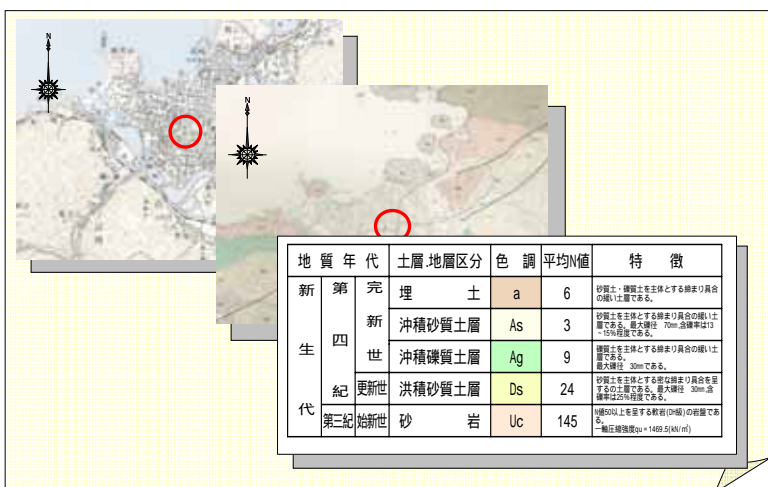 N
N
地質年代 土層.地層区分 色調 平均N値 特徴
新生代 第四紀 完新世 埋土 a 6 砂質土・礫質土を主体とする締まり具合
の緩い土層である。
沖積砂質土層 As 3 砂質土を主体とする締まり具合の緩い土
層である。最大礫径 70mm,含礫率は13
~15%程度である。
沖積礫質土層 Ag 9 礫質土を主体とする締まり具合の緩い土
層である。
最大礫径 30mmである。
更新世 洪積砂質土層 Ds 24 砂質土を主体とする密な締まり具合を呈
するの土層である。最大礫径 30mm,含
礫率は25%程度である。
第三紀 始新世 砂岩 Uc 145 N値50以上を呈する軟岩(DH級)の岩盤であ
る。
一軸圧縮強度qu=1469.5(kN/㎡)